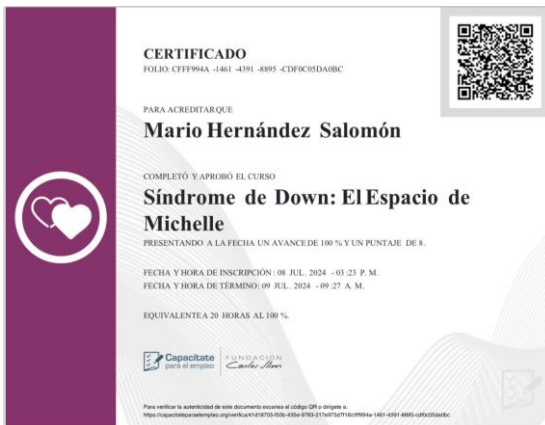 CERTIFICADO
FOLIO: CFFF994A -1461 -4391 -8895 -CDF0C05DA0BC
PARA ACREDITAR QUE
Mario Hernández Salomón
COMPLETÓ Y APROBÓ EL CURSO
Síndrome de Down: El Espacio de
Michelle
PRESENTANDO A LA FECHA UN AVANCE DE 100 % Y UN PUNTAJE DE 8.
FECHA Y HORA DE INSCRIPCIÓN : 08 JUL . 2024 - 03 :23 P. M.
FECHA Y HORA DE TÉRMINO: 09 JUL . 2024 - 09 :27 A. M.
EQUIVALENTE A 20 HORAS AL 100 %.
Capacítate
para el empleo
FUNDACIÓN
Carlos Slim
Para verificar la autenticidad de este documento escanea el código QR o dirígete a: